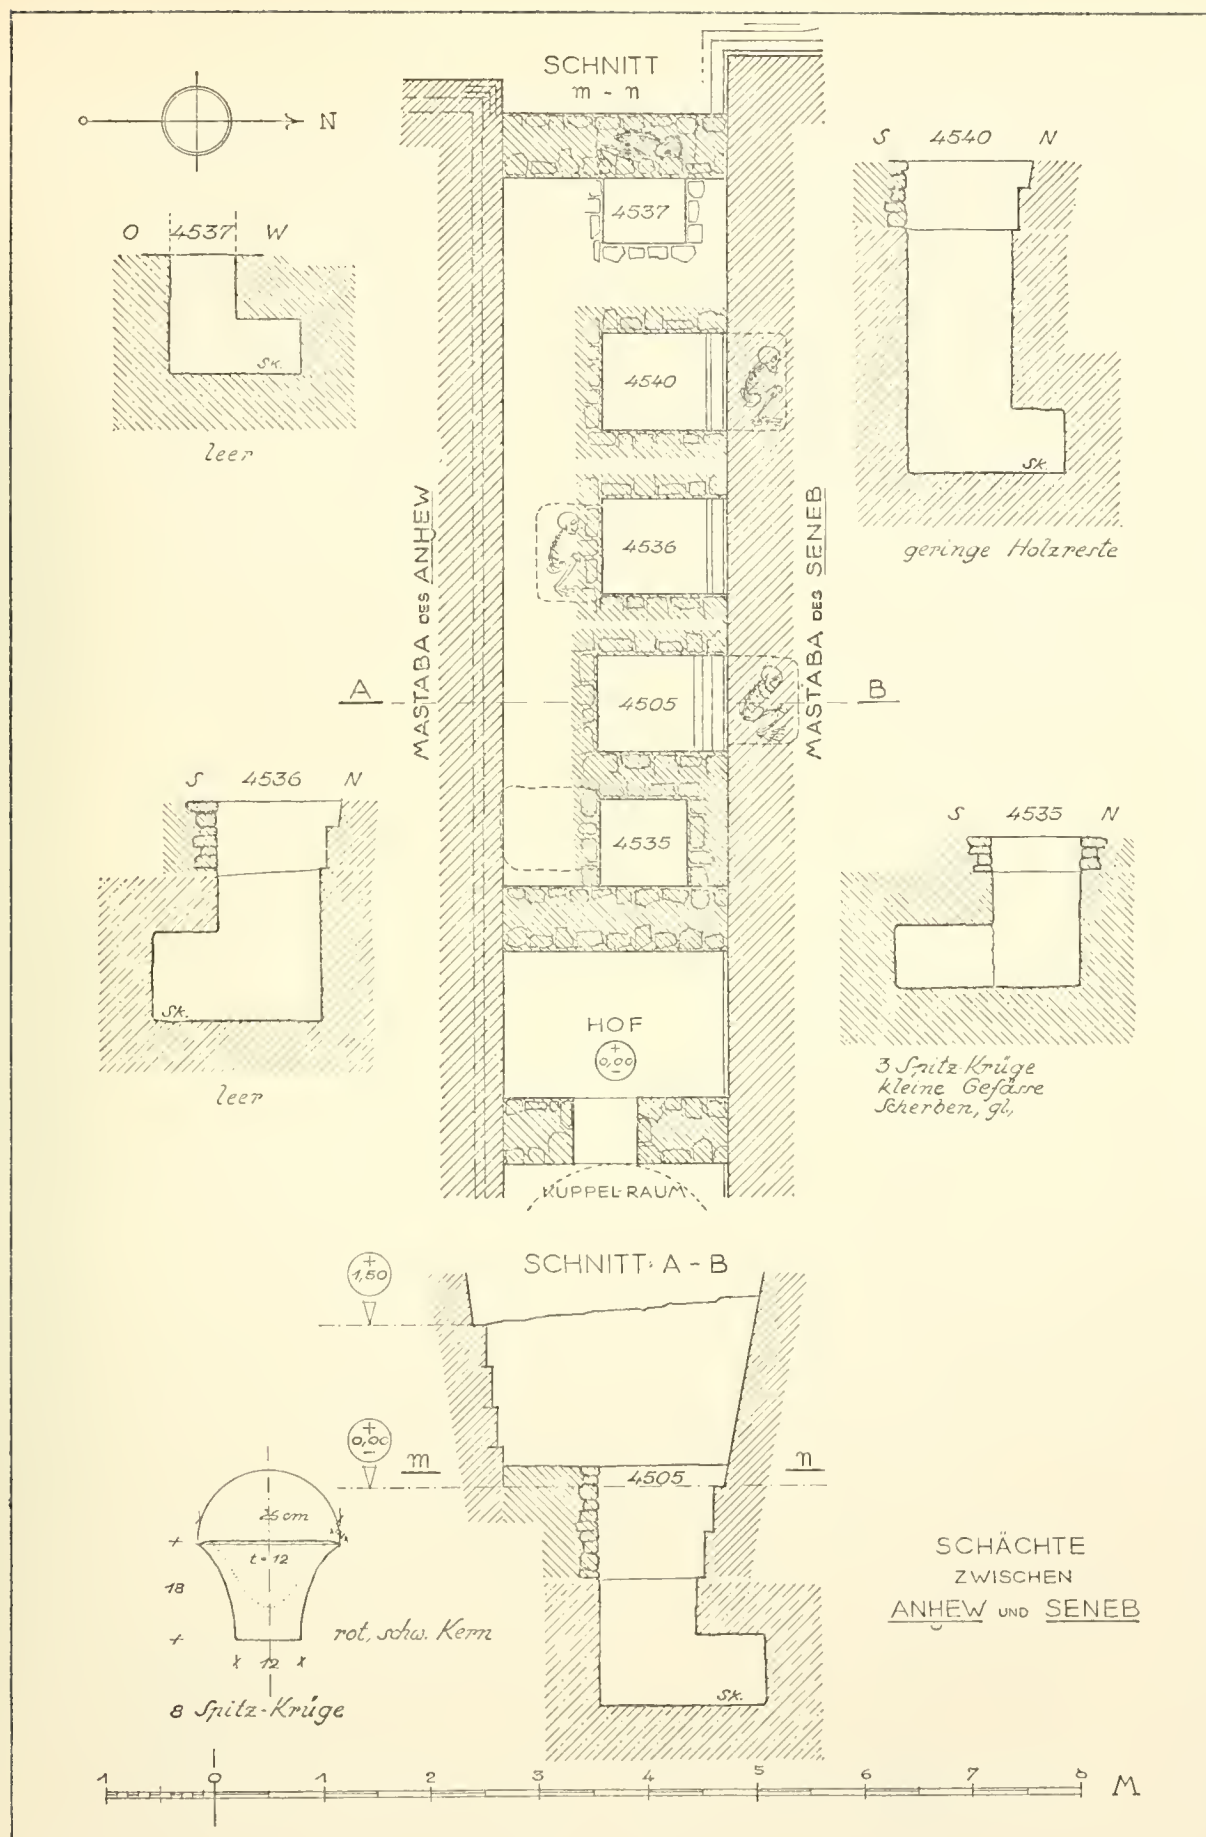 SCHNITT
m - n
N
O 4537 W
Sk.
leer
4537
S 4540 N
Sk.
geringe Holzreste
4540
4536
4505
4535
MASTABA DES ANHEW
MASTABA DES SENEB
A
B
S 4536 N
Sk.
leer
S 4535 N
3 Spitz-Krüge
kleine Gefässe
Scherben, gl,
HOF
+
0,00
-
KUPPEL-RAUM
SCHNITT: A - B
+
1,50
+
0,00
-
m
n
4505
Sk.
26 cm
t = 12
18
12
rot, schw. Kern
8 Spitz-Krüge
SCHÄCHTE
ZWISCHEN
ANHEW UND SENEB
1 0 1 2 3 4 5 6 7 8 M